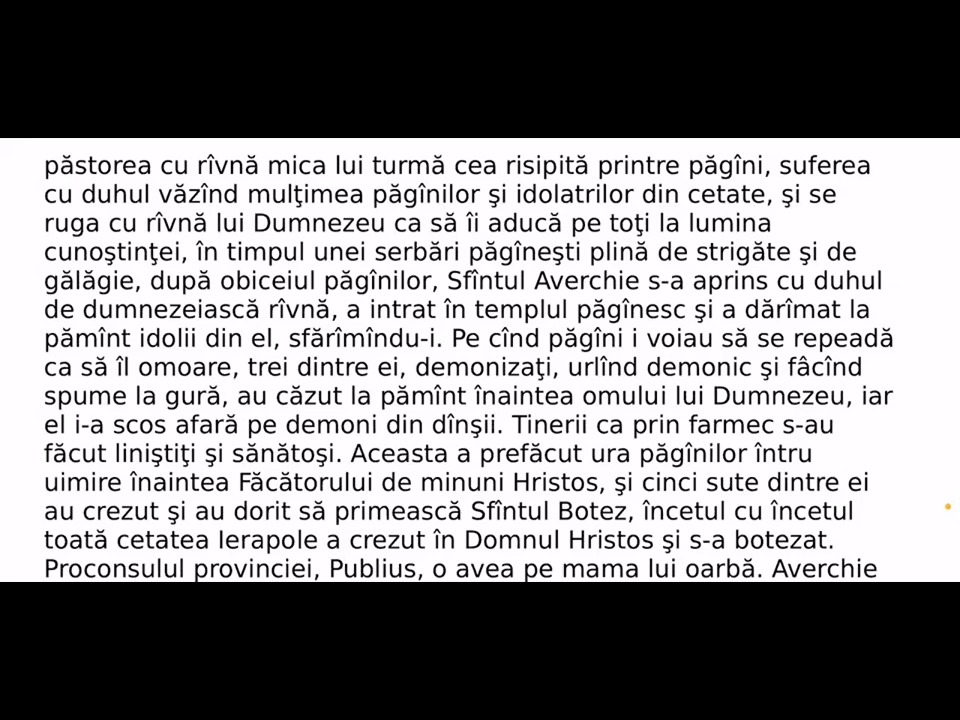 păstorea cu rîvnă mica lui turmă cea risipită printre păgîni, suferea
cu duhul văzînd mulţimea păgînilor şi idolatrilor din cetate, şi se
ruga cu rîvnă lui Dumnezeu ca să îi aducă pe toţi la lumina
cunoştinţei, în timpul unei serbări păgîneşti plină de strigăte şi de
gălăgie, după obiceiul păgînilor, Sfîntul Averchie s-a aprins cu duhul
de dumnezeiască rîvnă, a intrat în templul păgînesc şi a dărîmat la
pămînt idolii din el, sfărîmîndu-i. Pe cînd păgîni i voiau să se repeadă
ca să îl omoare, trei dintre ei, demonizaţi, urlînd demonic şi fâcînd
spume la gură, au căzut la pămînt înaintea omului lui Dumnezeu, iar
el i-a scos afară pe demoni din dînşii. Tinerii ca prin farmec s-au
făcut liniştiţi şi sănătoşi. Aceasta a prefăcut ura păgînilor întru
uimire înaintea Făcătorului de minuni Hristos, şi cinci sute dintre ei
au crezut şi au dorit să primească Sfîntul Botez, încetul cu încetul
toată cetatea Ierapole a crezut în Domnul Hristos şi s-a botezat.
Proconsulul provinciei, Publius, o avea pe mama lui oarbă. Averchie